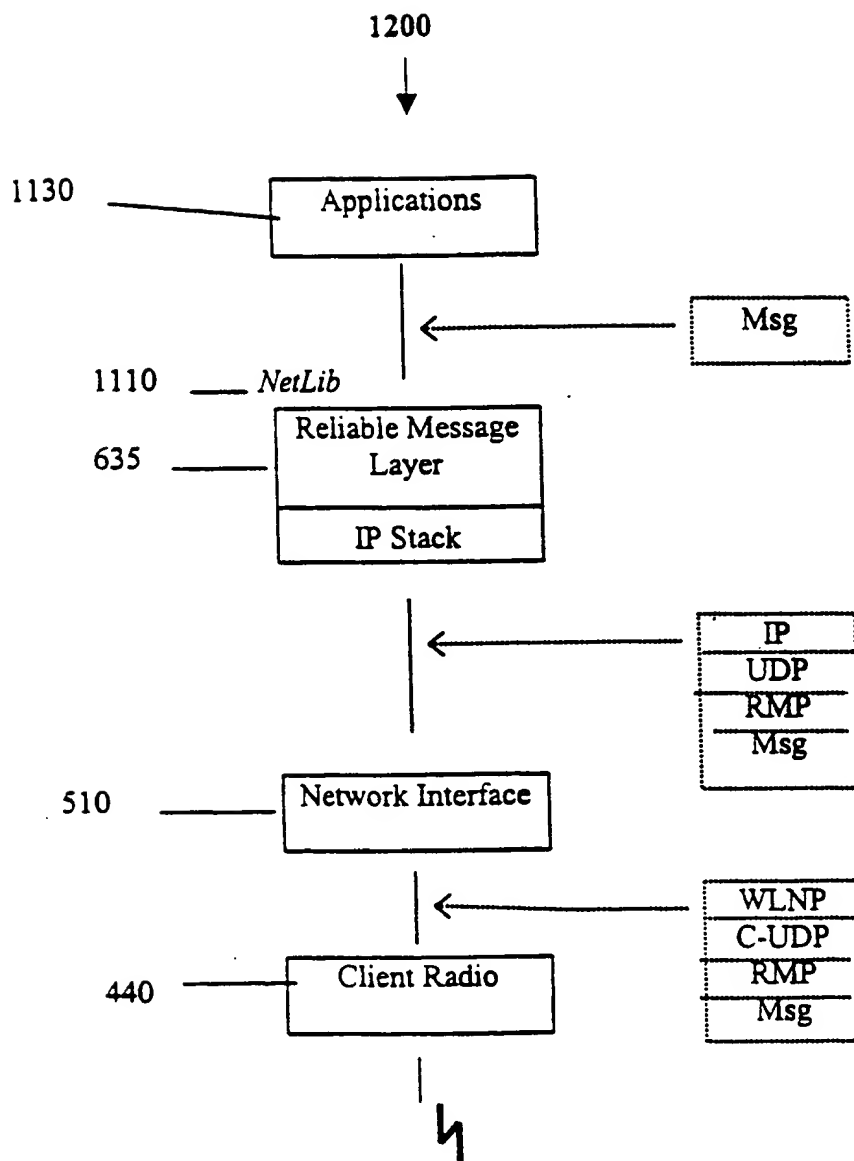 1200
1130
Applications
Msg
1110
NetLib
Reliable Message
Layer
635
IP Stack
IP
UDP
RMP
Msg
510
Network Interface
WLNP
C-UDP
RMP
Msg
440
Client Radio